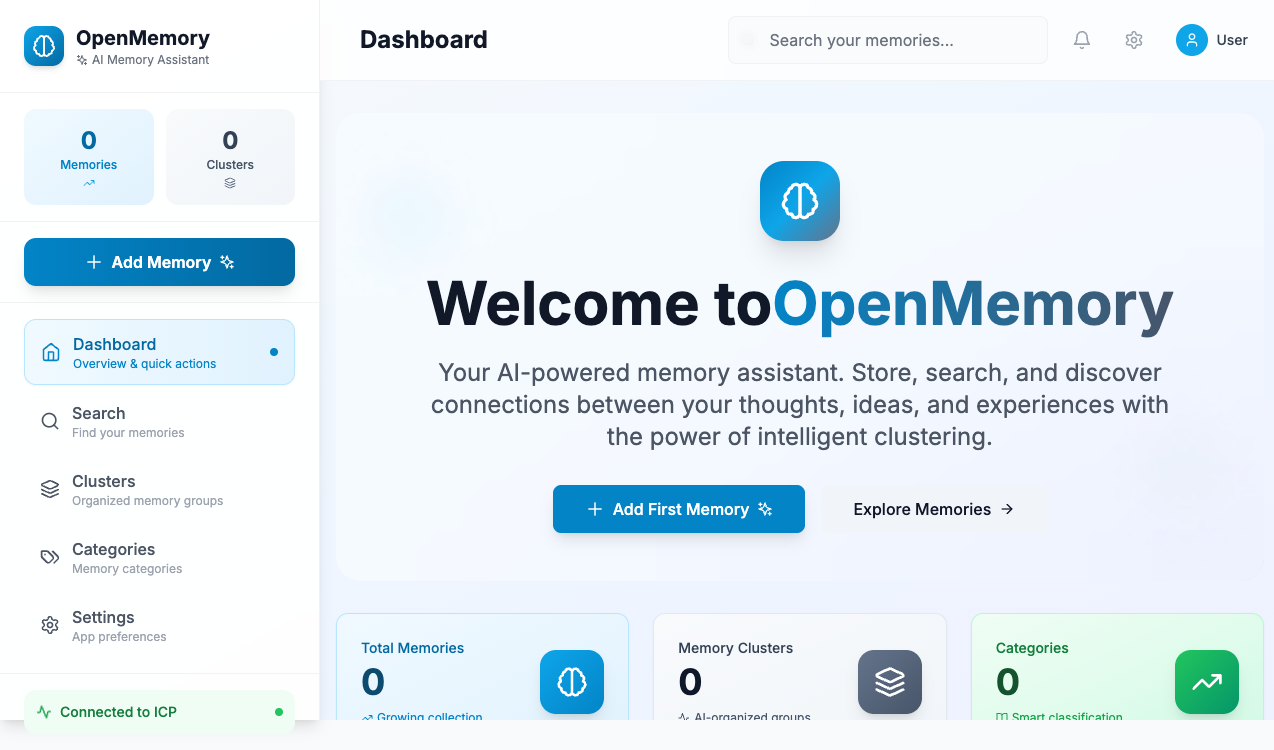 OpenMemory
AI Memory Assistant
0
Memories
0
Clusters
Add Memory
Dashboard
Overview & quick actions
Search
Find your memories
Clusters
Organized memory groups
Categories
Memory categories
Settings
App preferences
Connected to ICP
Dashboard
Search your memories...
User
Welcome toOpenMemory
Your AI-powered memory assistant. Store, search, and discover
connections between your thoughts, ideas, and experiences with
the power of intelligent clustering.
Add First Memory
Explore Memories
Total Memories
0
Growing collection
Memory Clusters
0
AI-organized groups
Categories
0
Smart classification